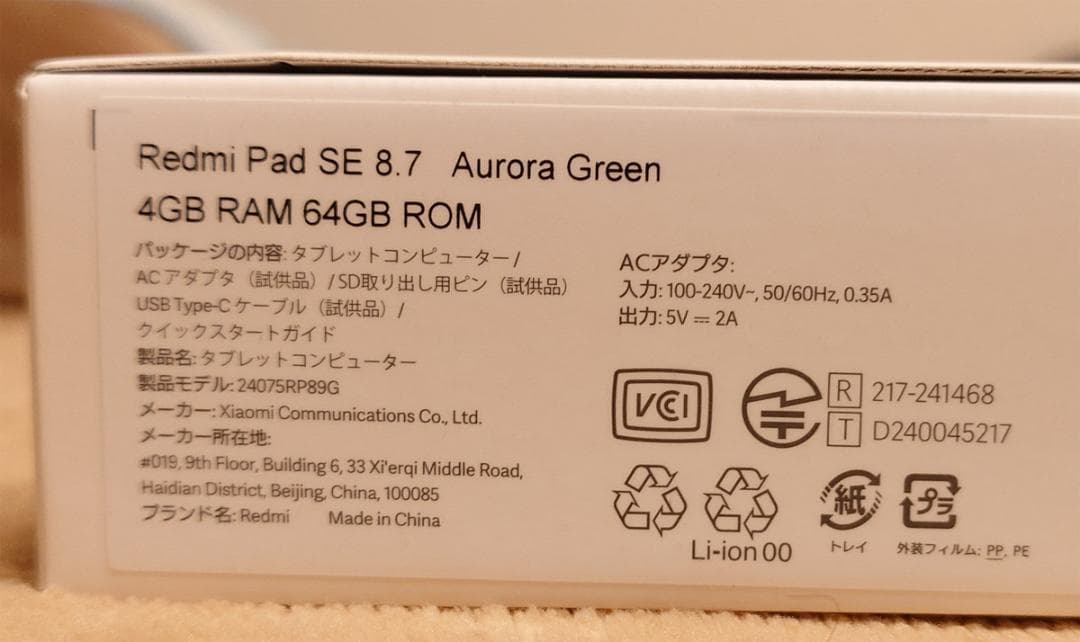 Redmi Pad SE 8.7 Aurora Green
4GB RAM 64GB ROM
パッケージの内容: タブレットコンピューター /
ACアダプタ（試供品）/ SD取り出し用ピン（試供品）
USB Type-C ケーブル（試供品）/
クイックスタートガイド
製品名: タブレットコンピューター
製品モデル: 24075RP89G
メーカー: Xiaomi Communications Co., Ltd.
メーカー所在地:
#019, 9th Floor, Building 6, 33 Xi'erqi Middle Road,
Haidian District, Beijing, China, 100085
ブランド名: Redmi Made in China
ACアダプタ:
入力: 100-240V~, 50/60Hz, 0.35A
出力: 5V ⎓ 2A
VCCI
R 217-241468
T D240045217
Li-ion 00
紙
トレイ
プラ
外装フィルム: PP, PE